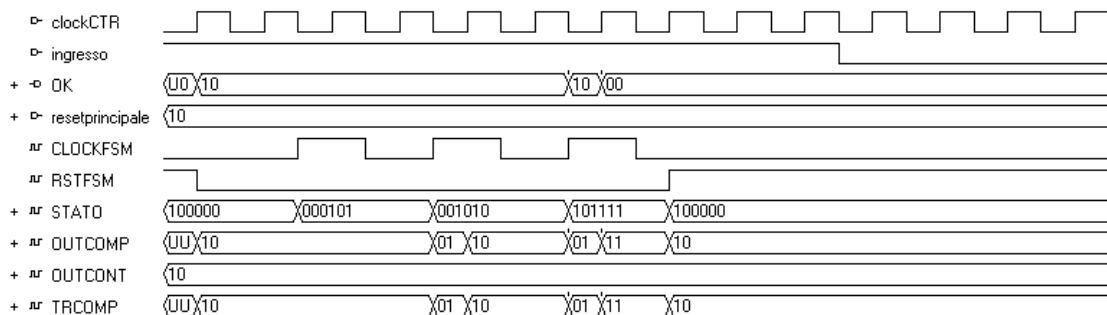 clockCTR
ingresso
+ OK U0 10 10 00
+ resetprincipale 10
CLOCKFSM
RSTFSM
+ STATO 100000 000101 001010 101111 100000
+ OUTCOMP UU 10 01 10 01 11 10
+ OUTCONT 10
+ TRCOMP UU 10 01 10 01 11 10